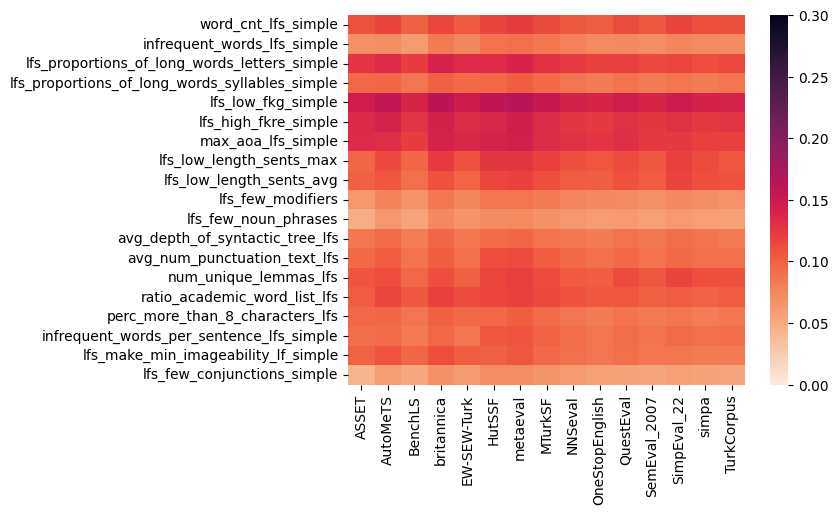 word_cnt_lfs_simple
infrequent_words_lfs_simple
lfs_proportions_of_long_words_letters_simple
lfs_proportions_of_long_words_syllables_simple
lfs_low_fkg_simple
lfs_high_fkre_simple
max_aoa_lfs_simple
lfs_low_length_sents_max
lfs_low_length_sents_avg
lfs_few_modifiers
lfs_few_noun_phrases
avg_depth_of_syntactic_tree_lfs
avg_num_punctuation_text_lfs
num_unique_lemmas_lfs
ratio_academic_word_list_lfs
perc_more_than_8_characters_lfs
infrequent_words_per_sentence_lfs_simple
lfs_make_min_imageability_lf_simple
lfs_few_conjunctions_simple
ASSET
AutoMeTS
BenchLS
britannica
EW-SEW-Turk
HutSSF
metaeval
MTurkSF
NNSeval
OneStopEnglish
QuestEval
SemEval_2007
SimpEval_22
simpa
TurkCorpus
0.30
0.25
0.20
0.15
0.10
0.05
0.00